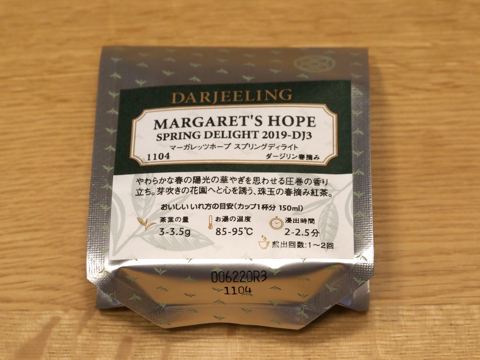 DARJEELING
MARGARET'S HOPE
SPRING DELIGHT 2019-DJ3
マーガレッツホープ スプリングディライト
1104 ダージリン春摘み
やわらかな春の陽光の華やぎを思わせる圧巻の香り
立ち。芽吹きの花園へと心を誘う、珠玉の春摘み紅茶。
おいしいいれ方の目安(カップ1杯分 150ml)
茶葉の量 お湯の温度 浸出時間
3-3.5g 85-95℃ 2-2.5分
煎出回数:1~2回
006220R3
1104